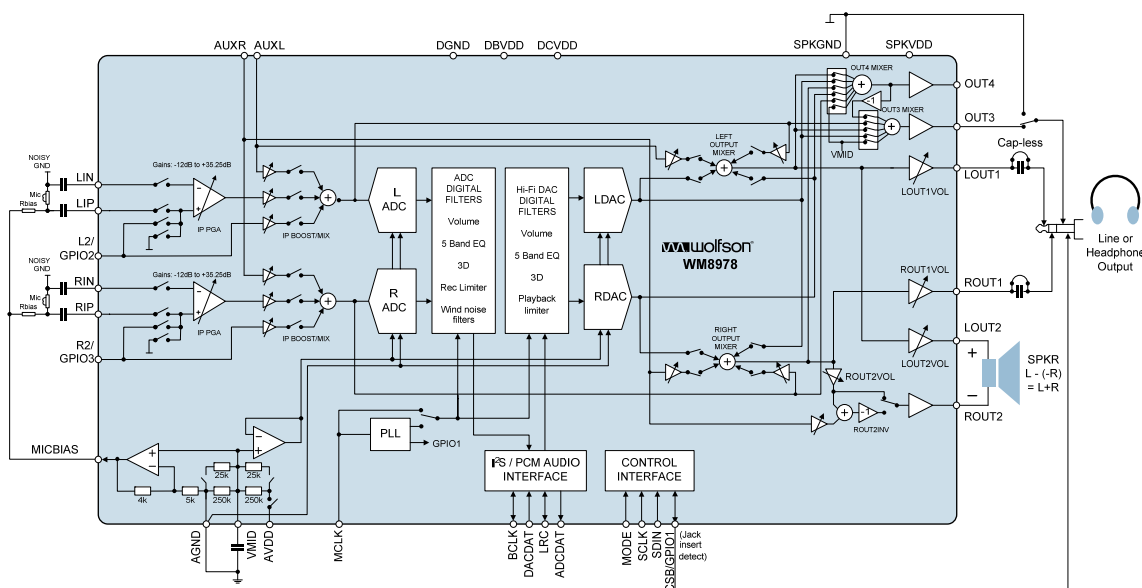 AUXR
AUXL
DGND
DBVDD
DCVDD
SPKGND
SPKVDD
OUT4 MIXER
OUT4
-1
OUT3 MIXER
OUT3
VMID
Cap-less
LEFT
OUTPUT
MIXER
LOUT1VOL
LOUT1
NOISY
GND
Gains: -12dB to +35.25dB
LIN
Mic
LIP
Rbias
IP PGA
IP BOOST/MIX
L2/
GPIO2
L
ADC
ADC
DIGITAL
FILTERS
Volume
5 Band EQ
3D
Rec Limiter
Wind noise
filters
Hi-Fi DAC
DIGITAL
FILTERS
Volume
5 Band EQ
3D
Playback
limiter
LDAC
wolfson
WM8978
Line or
Headphone
Output
NOISY
GND
Gains: -12dB to +35.25dB
RIN
Mic
RIP
Rbias
IP PGA
IP BOOST/MIX
R2/
GPIO3
R
ADC
RDAC
ROUT1VOL
ROUT1
RIGHT
OUTPUT
MIXER
LOUT2
LOUT2VOL
ROUT2VOL
+
−
SPKR
L - (-R)
= L+R
-1
ROUT2INV
ROUT2
MICBIAS
PLL
GPIO1
25k
25k
4k
5k
250k
250k
I²S / PCM AUDIO
INTERFACE
CONTROL
INTERFACE
AGND
VMID
AVDD
MCLK
BCLK
DACDAT
LRC
ADCDAT
MODE
SCLK
SDIN
CSB/GPIO1
(Jack
insert
detect)